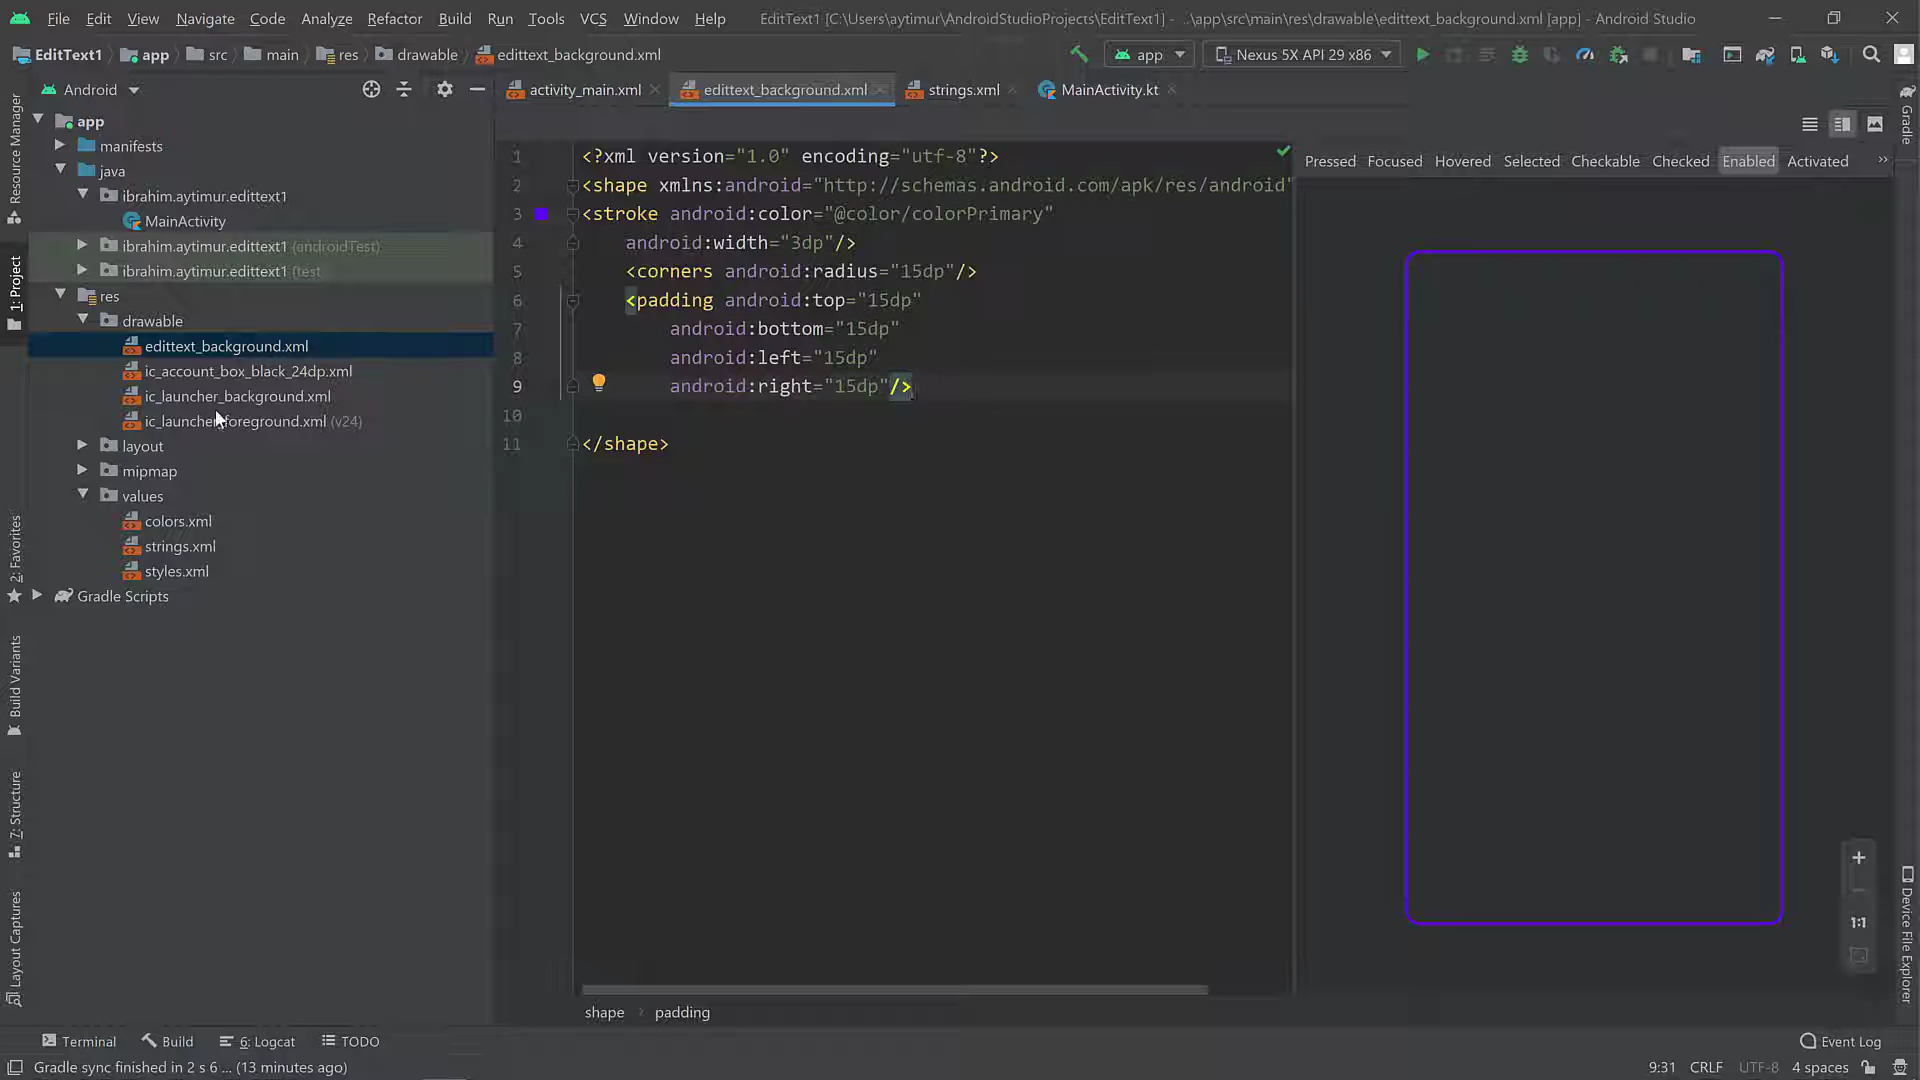 File Edit View Navigate Code Analyze Refactor Build Run Tools VCS Window Help EditText1 [C:\Users\aytimur\AndroidStudioProjects\EditText1] - ...\app\src\main\res\drawable\edittext_background.xml [app] - Android Studio
EditText1 app src main res drawable edittext_background.xml app Nexus 5X API 29 x86
Android activity_main.xml edittext_background.xml strings.xml MainActivity.kt
Resource Manager
1: Project
2: Favorites
Build Variants
7: Structure
Layout Captures
app
manifests
java
ibrahim.aytimur.edittext1
MainActivity
ibrahim.aytimur.edittext1 (androidTest)
ibrahim.aytimur.edittext1 (test
res
drawable
edittext_background.xml
ic_account_box_black_24dp.xml
ic_launcher_background.xml
ic_launcher_foreground.xml (v24)
layout
mipmap
values
colors.xml
strings.xml
styles.xml
Gradle Scripts
1 <?xml version="1.0" encoding="utf-8"?>
2 <shape xmlns:android="http://schemas.android.com/apk/res/android"
3 <stroke android:color="@color/colorPrimary"
4 android:width="3dp"/>
5 <corners android:radius="15dp"/>
6 <padding android:top="15dp"
7 android:bottom="15dp"
8 android:left="15dp"
9 android:right="15dp"/>
10
11 </shape>
shape › padding
Pressed Focused Hovered Selected Checkable Checked Enabled Activated »
1:1
Gradle
Device File Explorer
Terminal Build 6: Logcat TODO Event Log
Gradle sync finished in 2 s 6 ... (13 minutes ago) 9:31 CRLF UTF-8 4 spaces